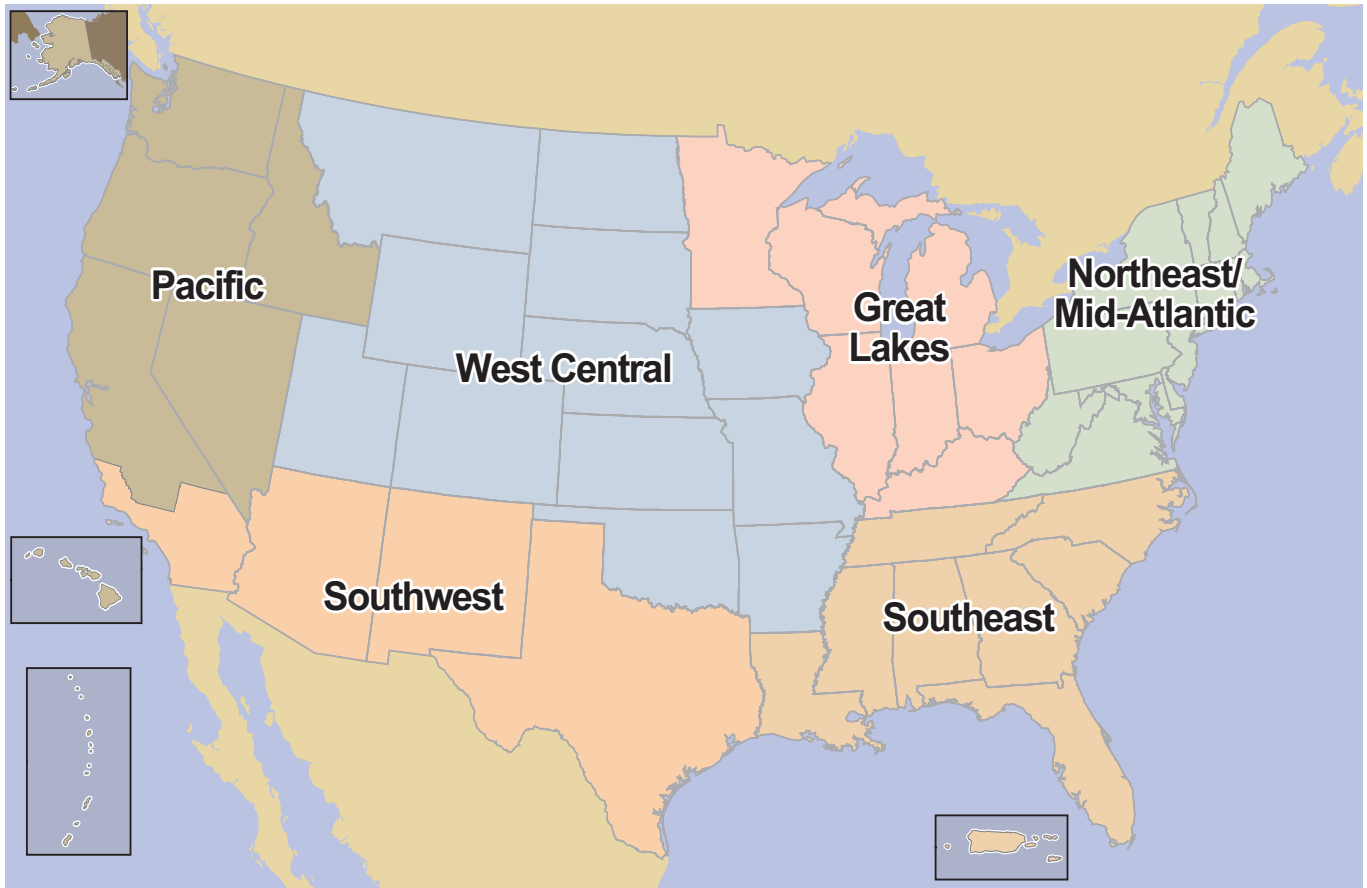 Pacific
West Central
Great
Lakes
Northeast/
Mid-Atlantic
Southwest
Southeast